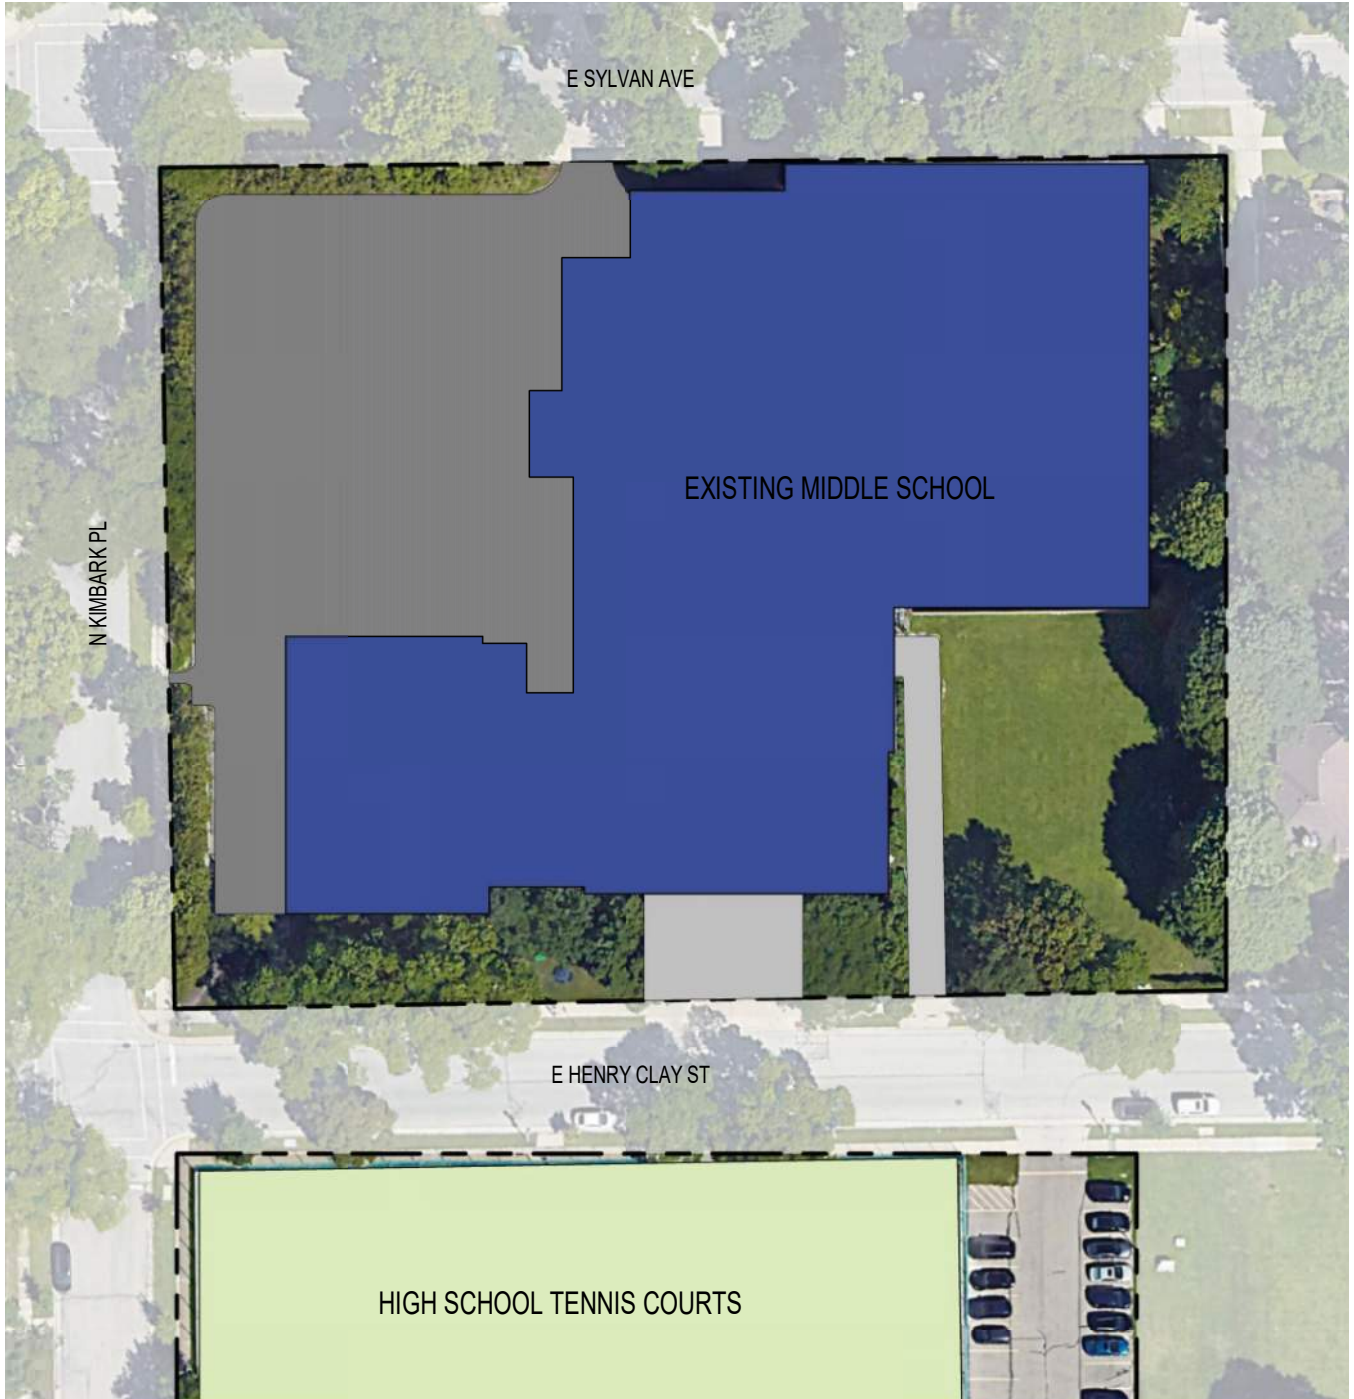 E SYLVAN AVE
EXISTING MIDDLE SCHOOL
N KIMBARK PL
E HENRY CLAY ST
HIGH SCHOOL TENNIS COURTS